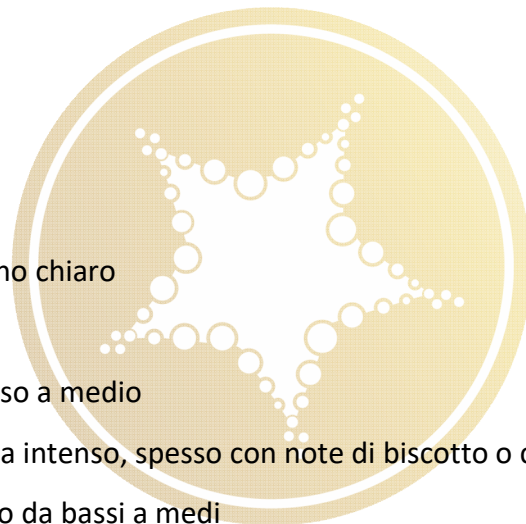 no chiaro
so a medio
a intenso, spesso con note di biscotto o
o da bassi a medi